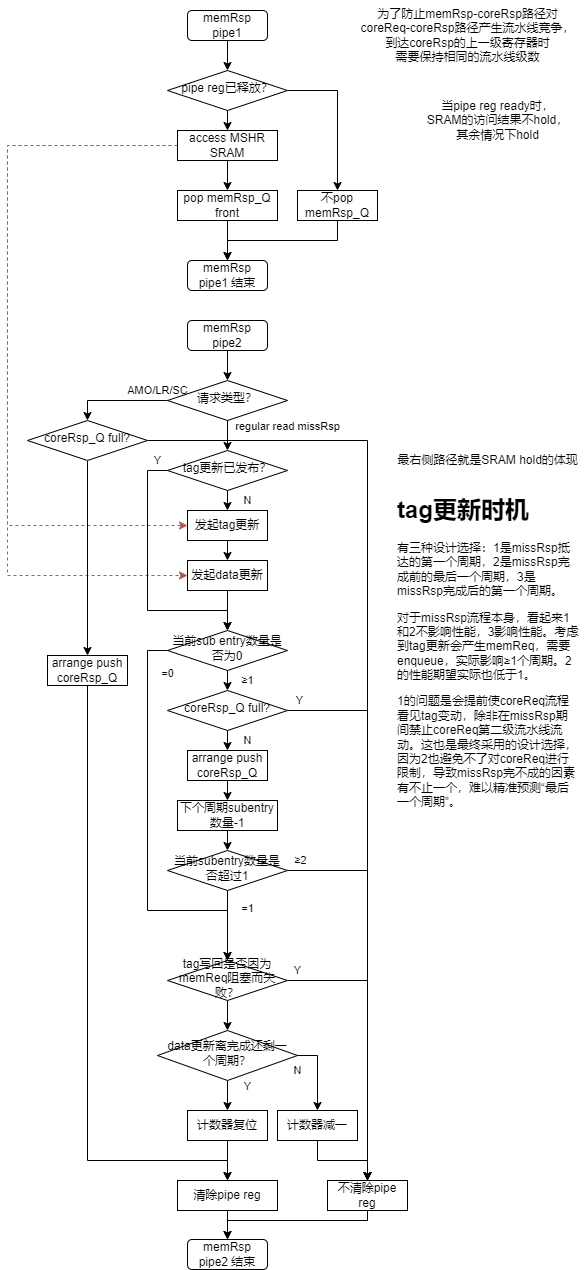 memRsp
pipe1
为了防止memRsp-coreRsp路径对
coreReq-coreRsp路径产生流水线竞争，
到达coreRsp的上一级寄存器时
需要保持相同的流水线级数
pipe reg已释放？
当pipe reg ready时，
SRAM的访问结果不hold，
其余情况下hold
access MSHR
SRAM
pop memRsp_Q
front
不pop
memRsp_Q
memRsp
pipe1 结束
memRsp
pipe2
请求类型？
AMO/LR/SC
regular read missRsp
coreRsp_Q full?
最右侧路径就是SRAM hold的体现
tag更新已发布？
Y
N
tag更新时机
发起tag更新
有三种设计选择：1是missRsp抵
达的第一个周期，2是missRsp完
成前的最后一个周期，3是
missRsp完成后的第一个周期。
发起data更新
对于missRsp流程本身，看起来1
和2不影响性能，3影响性能。考虑
到tag更新会产生memReq，需要
enqueue，实际影响≥1个周期。2
的性能期望实际也低于1。
当前sub entry数量是
否为0
=0
≥1
arrange push
coreRsp_Q
1的问题是会提前使coreReq流程
看见tag变动，除非在missRsp期
间禁止coreReq第二级流水线流
动。这也是最终采用的设计选择，
因为2也避免不了对coreReq进行
限制，导致missRsp完不成的因素
有不止一个，难以精准预测“最后
一个周期”。
coreRsp_Q full?
Y
N
arrange push
coreRsp_Q
下个周期subentry
数量-1
当前subentry数量是
否超过1
≥2
=1
tag写回是否因为
memReq阻塞而失
败？
Y
data更新离完成还剩一
个周期？
Y
N
计数器复位
计数器减一
清除pipe reg
不清除pipe
reg
memRsp
pipe2 结束